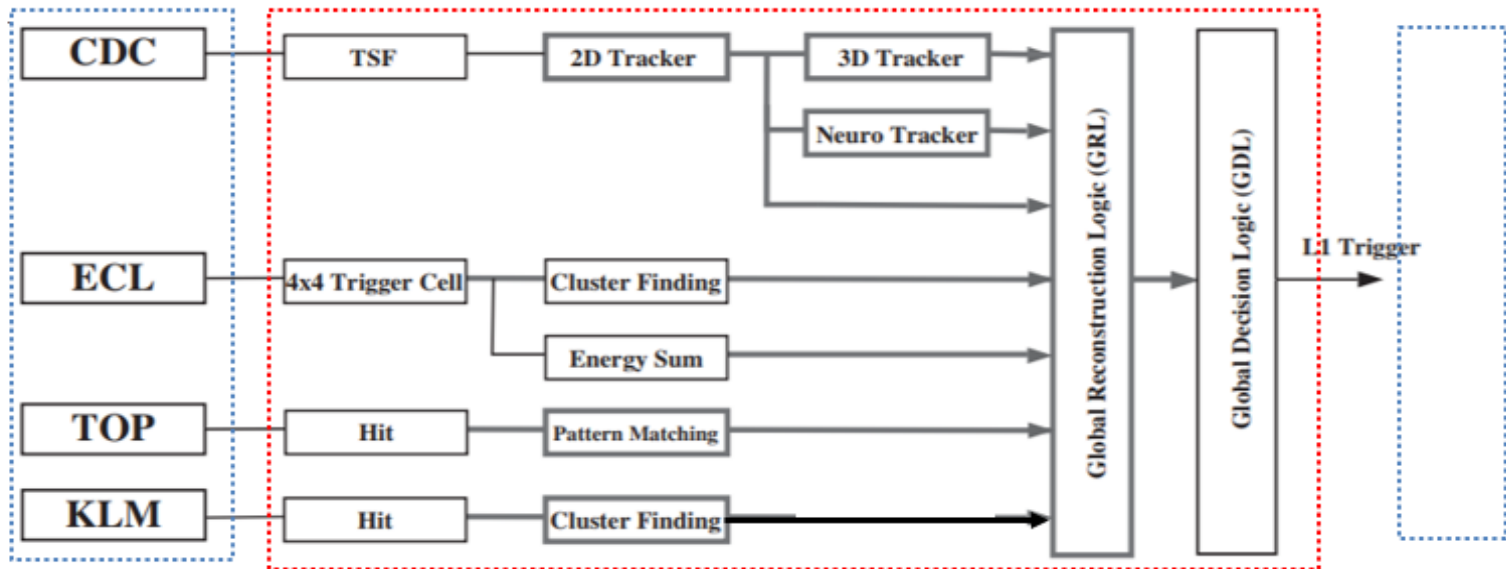 CDC
TSF
2D Tracker
3D Tracker
Neuro Tracker
ECL
4x4 Trigger Cell
Cluster Finding
Energy Sum
TOP
Hit
Pattern Matching
KLM
Hit
Cluster Finding
Global Reconstruction Logic (GRL)
Global Decision Logic (GDL)
L1 Trigger